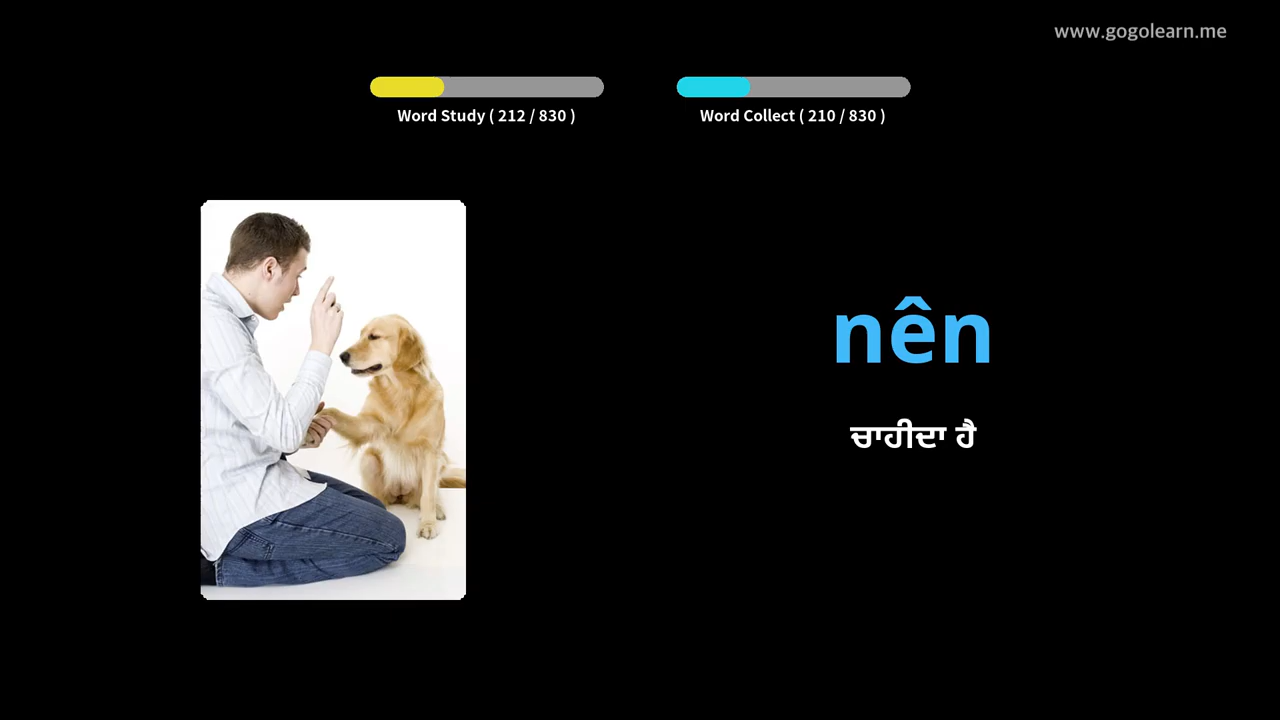 www.gogolearn.me
Word Study ( 212 / 830 )
Word Collect ( 210 / 830 )
nên
ਚਾਹੀਦਾ ਹੈ